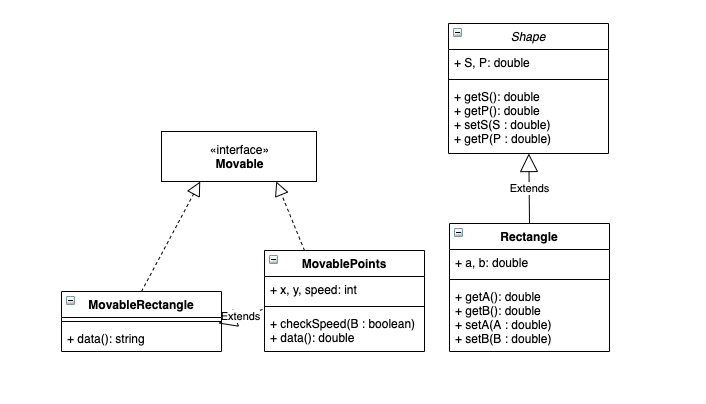 Shape
+ S, P: double
+ getS(): double
+ getP(): double
+ setS(S : double)
+ getP(P : double)
«interface»
Movable
Extends
Rectangle
+ a, b: double
+ getA(): double
+ getB(): double
+ setA(A : double)
+ setB(B : double)
MovablePoints
+ x, y, speed: int
+ checkSpeed(B : boolean)
+ data(): double
MovableRectangle
+ data(): string
Extends